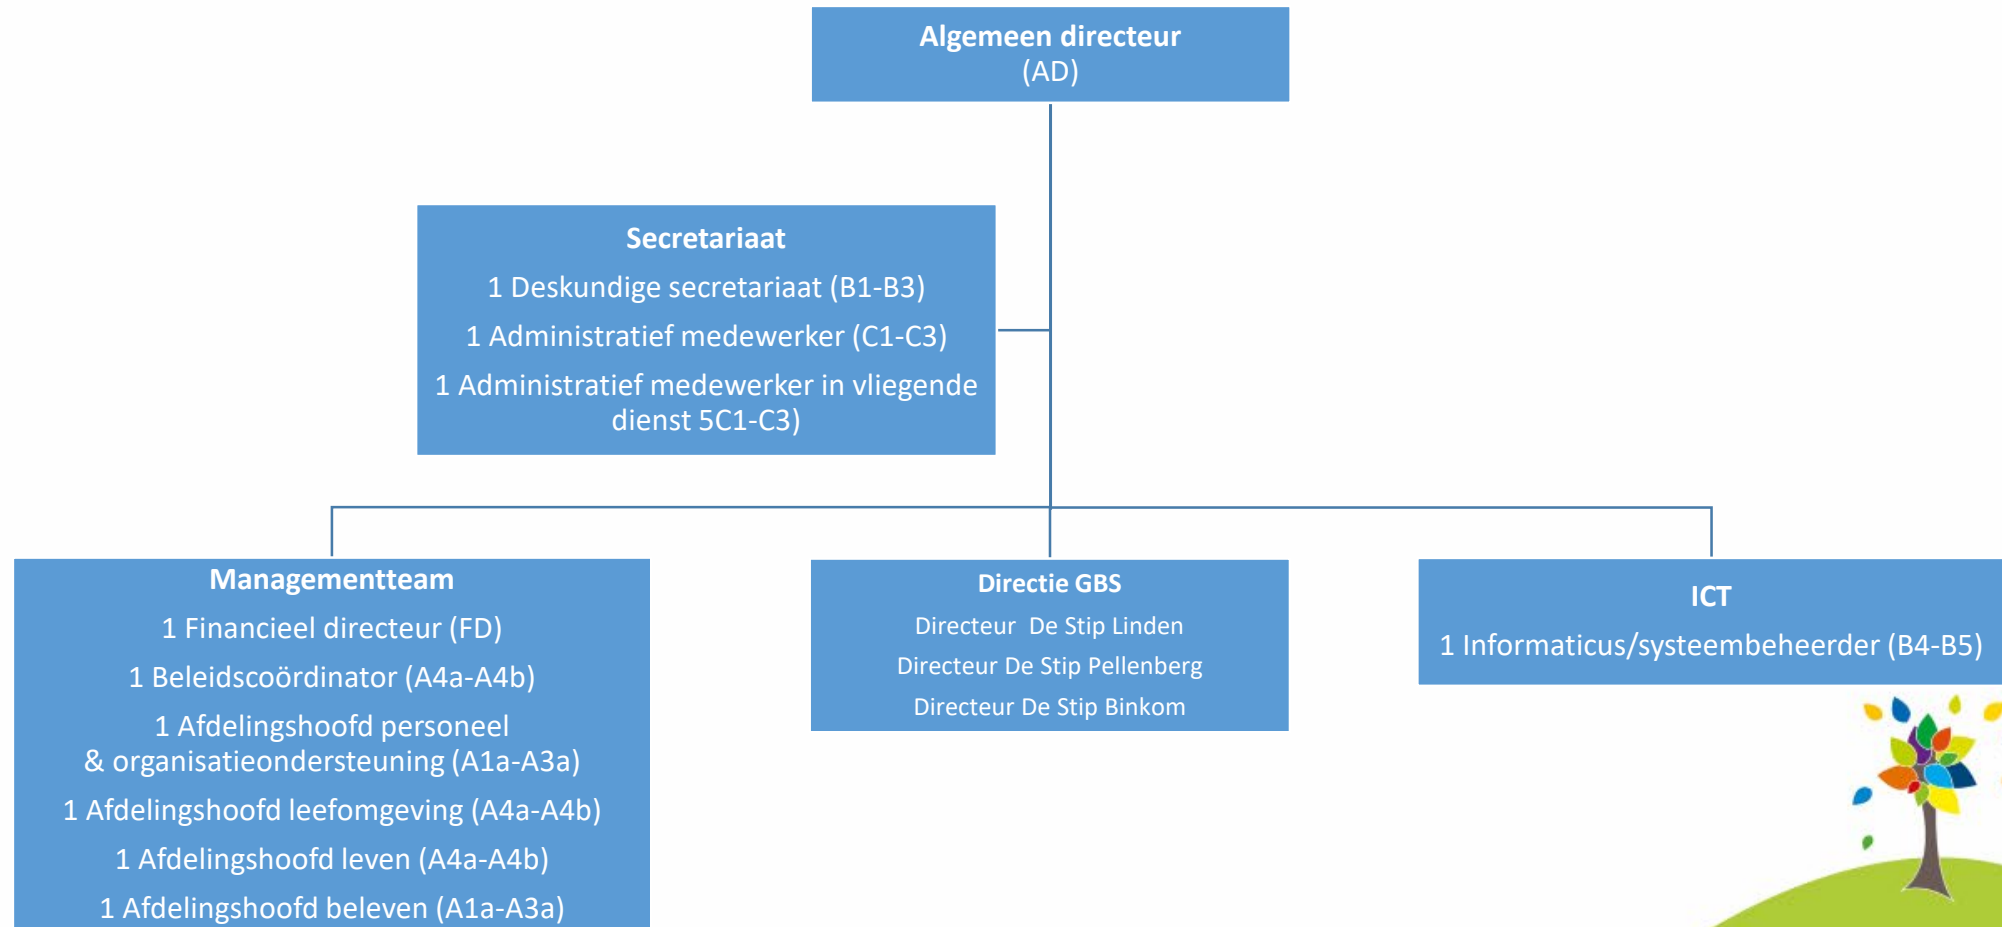 Algemeen directeur
(AD)
Secretariaat
1 Deskundige secretariaat (B1-B3)
1 Administratief medewerker (C1-C3)
1 Administratief medewerker in vliegende
dienst 5C1-C3)
Managementteam
1 Financieel directeur (FD)
1 Beleidscoördinator (A4a-A4b)
1 Afdelingshoofd personeel
& organisatieondersteuning (A1a-A3a)
1 Afdelingshoofd leefomgeving (A4a-A4b)
1 Afdelingshoofd leven (A4a-A4b)
1 Afdelingshoofd beleven (A1a-A3a)
Directie GBS
Directeur De Stip Linden
Directeur De Stip Pellenberg
Directeur De Stip Binkom
ICT
1 Informaticus/systeembeheerder (B4-B5)